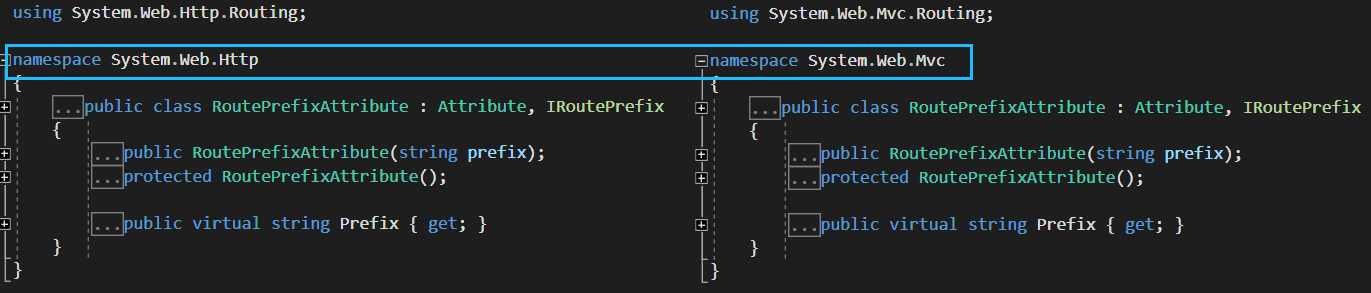 using System.Web.Http.Routing;
namespace System.Web.Http
{
...public class RoutePrefixAttribute : Attribute, IRoutePrefix
{
...public RoutePrefixAttribute(string prefix);
...protected RoutePrefixAttribute();
...public virtual string Prefix { get; }
}
}
using System.Web.Mvc.Routing;
namespace System.Web.Mvc
{
...public class RoutePrefixAttribute : Attribute, IRoutePrefix
{
...public RoutePrefixAttribute(string prefix);
...protected RoutePrefixAttribute();
...public virtual string Prefix { get; }
}
}